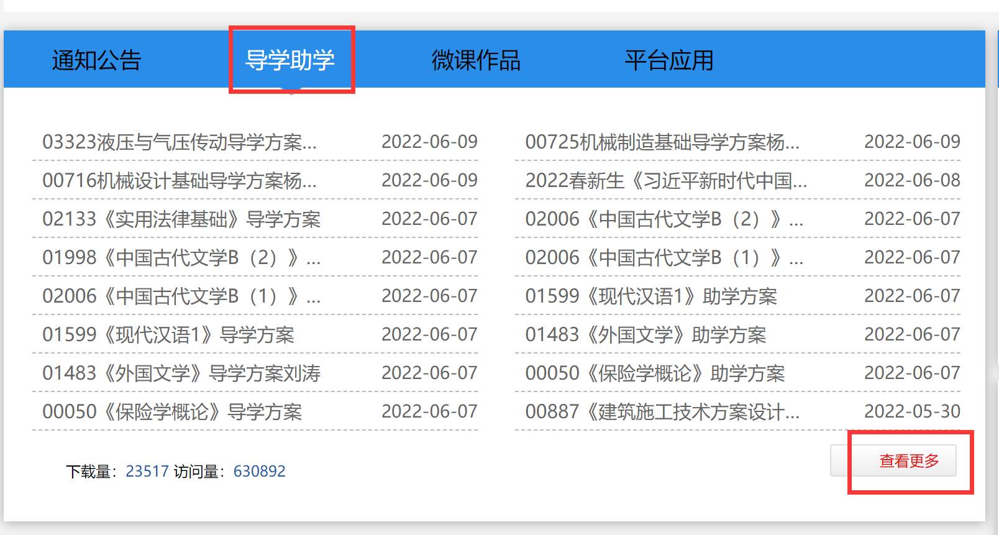 通知公告 导学助学 微课作品 平台应用
03323液压与气压传动导学方案... 2022-06-09
00725机械制造基础导学方案杨... 2022-06-09
00716机械设计基础导学方案杨... 2022-06-09
2022春新生《习近平新时代中国... 2022-06-08
02133《实用法律基础》导学方案 2022-06-07
02006《中国古代文学B（2）》... 2022-06-07
01998《中国古代文学B（2）》... 2022-06-07
02006《中国古代文学B（1）》... 2022-06-07
02006《中国古代文学B（1）》... 2022-06-07
01599《现代汉语1》助学方案 2022-06-07
01599《现代汉语1》导学方案 2022-06-07
01483《外国文学》助学方案 2022-06-07
01483《外国文学》导学方案刘涛 2022-06-07
00050《保险学概论》助学方案 2022-06-07
00050《保险学概论》导学方案 2022-06-07
00887《建筑施工技术方案设计... 2022-05-30
查看更多
下载量：23517 访问量：630892